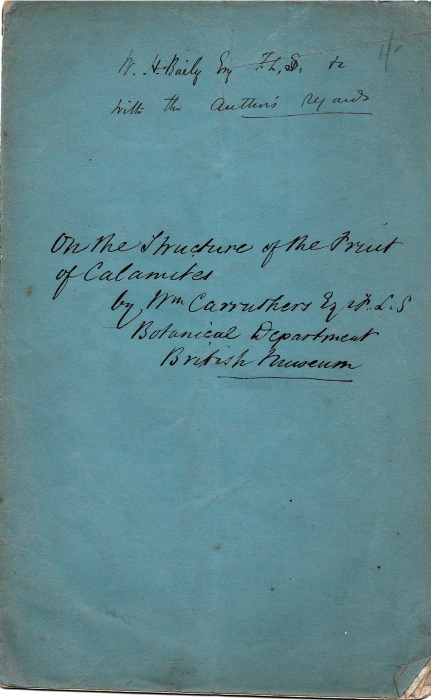 W. H. Baily Esq F.L.S. &c
with the Author's regards
1/-
On the Structure of the Fruit
of Calamites
by Wm Carruthers Esq F.L.S
Botanical Department
British Museum